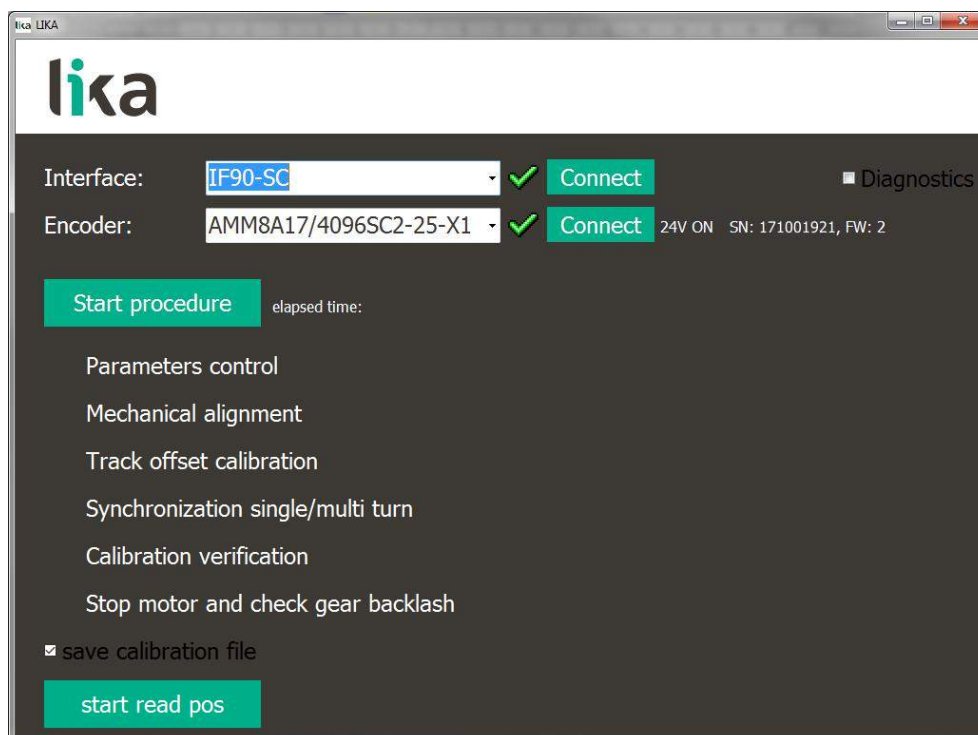 lika LIKA
lika
Interface: IF90-SC Connect Diagnostics
Encoder: AMM8A17/4096SC2-25-X1 Connect 24V ON SN: 171001921, FW: 2
Start procedure elapsed time:
Parameters control
Mechanical alignment
Track offset calibration
Synchronization single/multi turn
Calibration verification
Stop motor and check gear backlash
save calibration file
start read pos